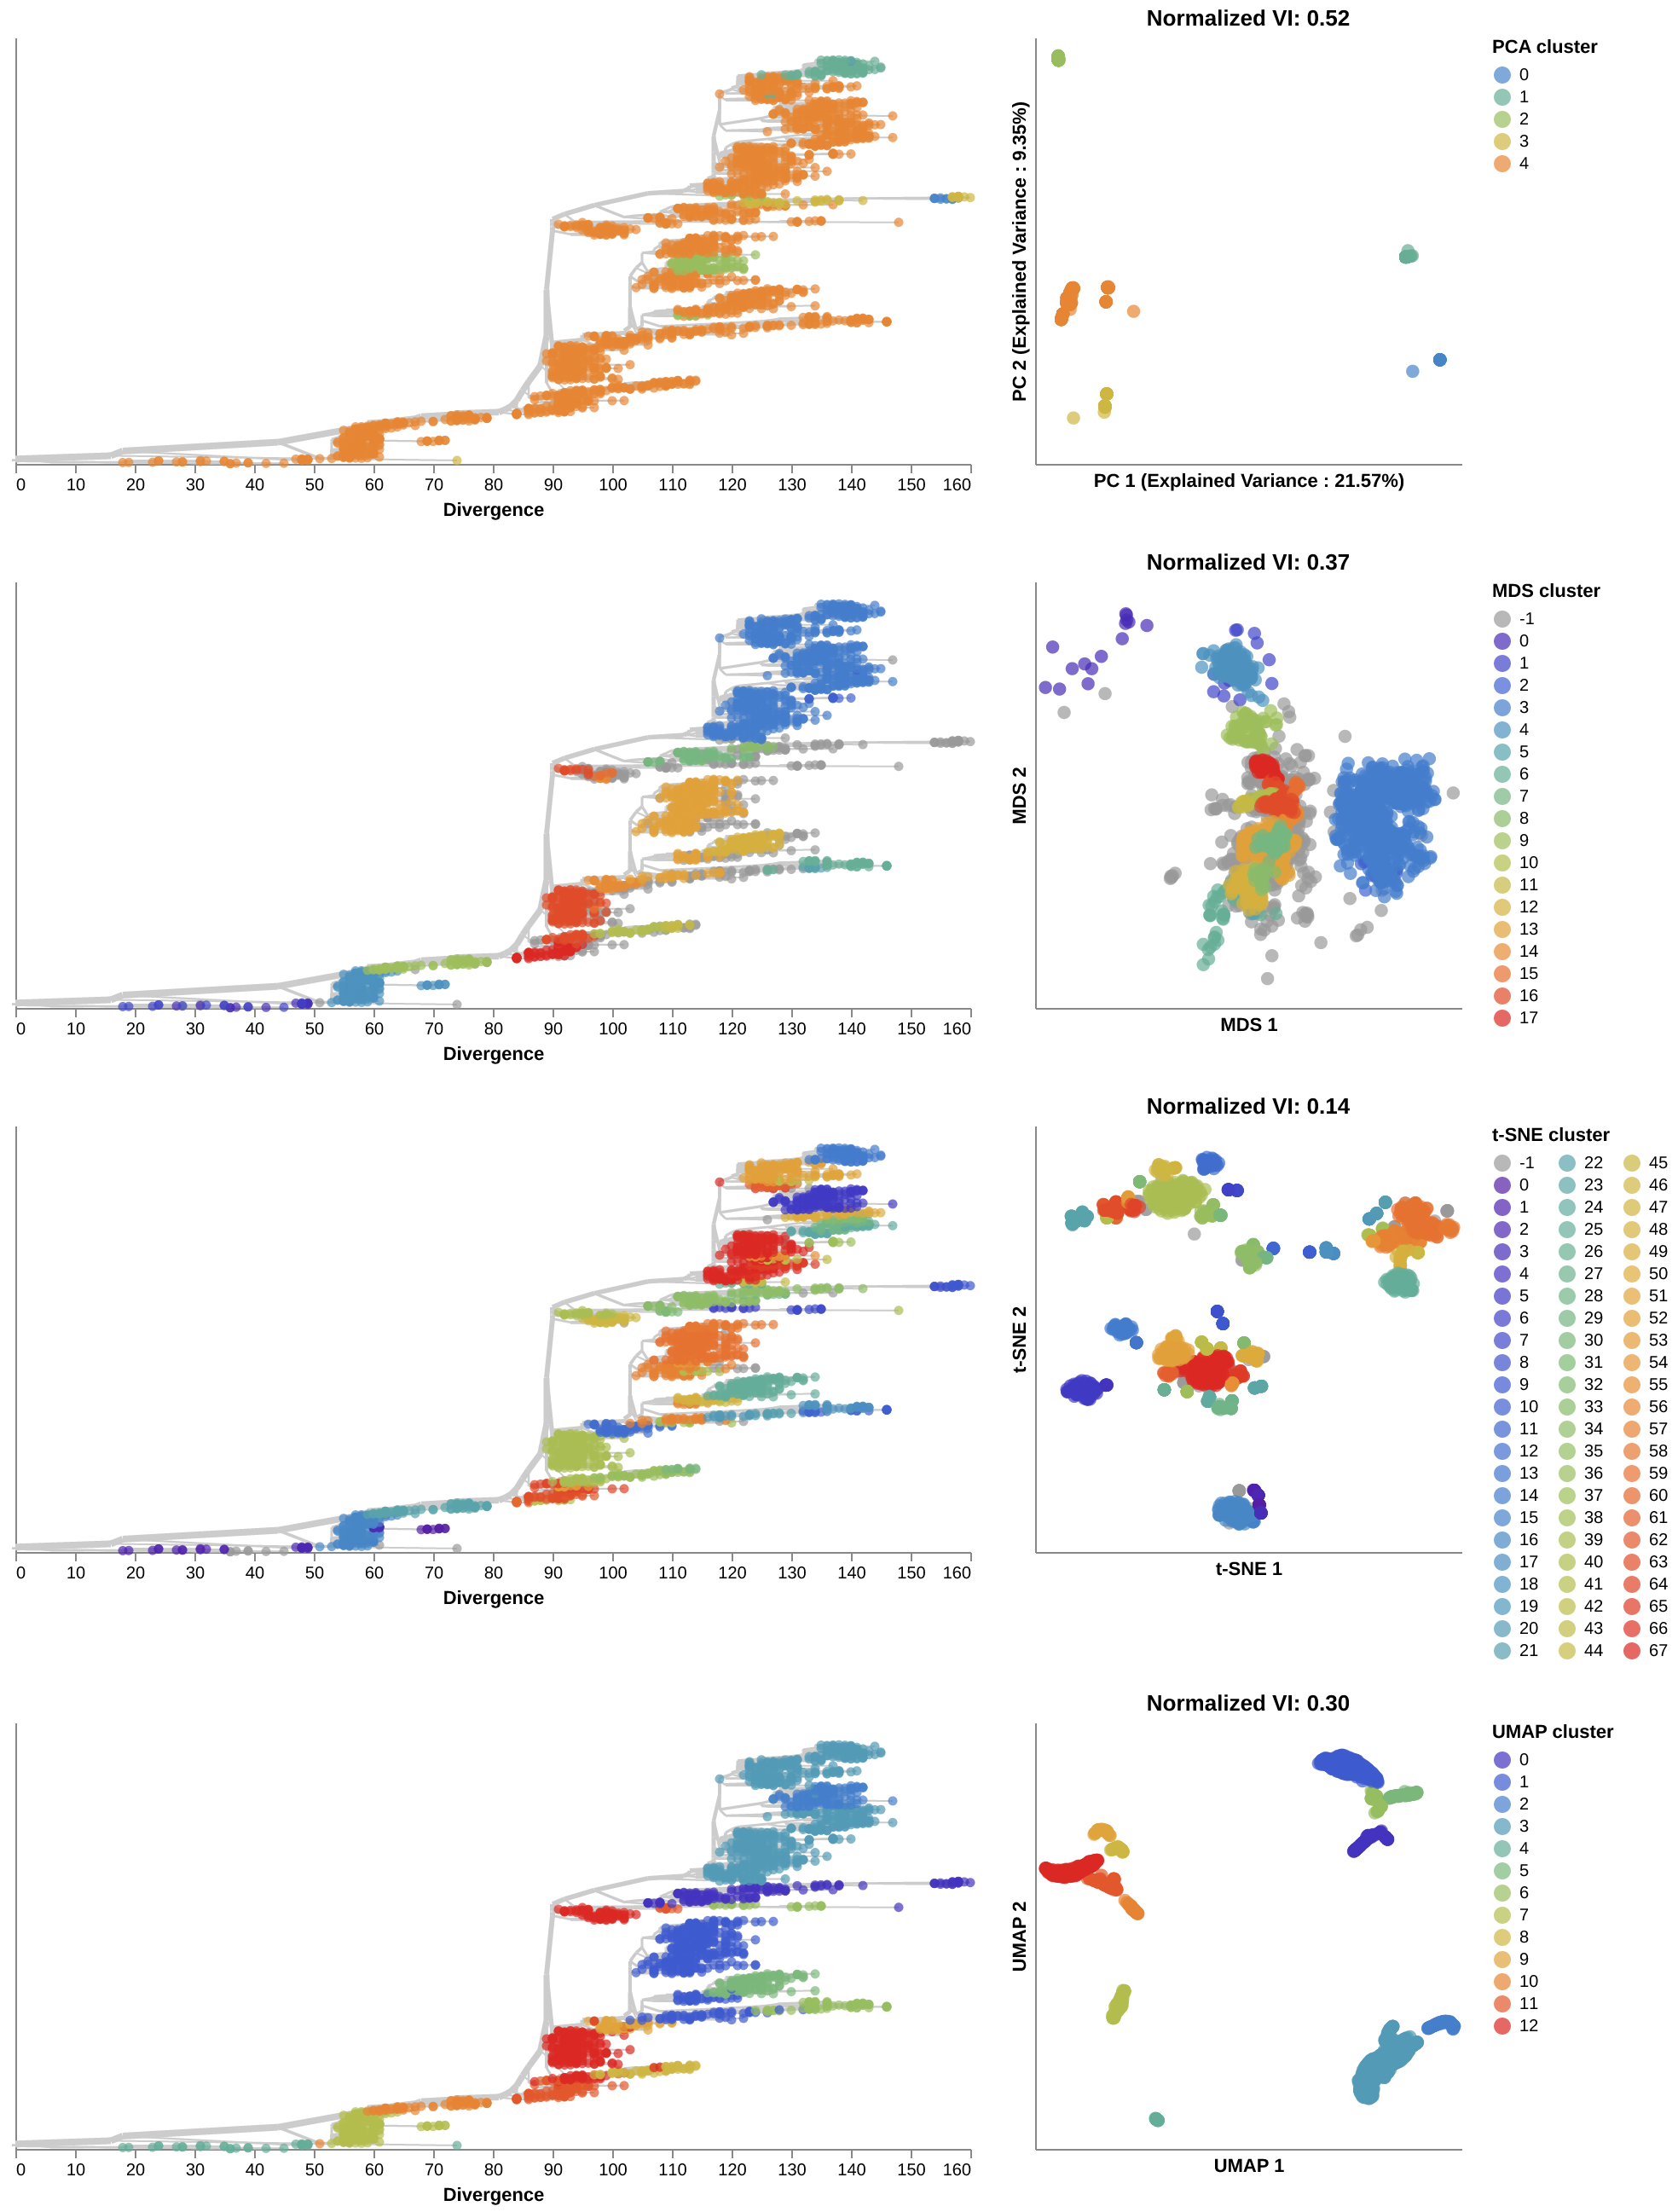 Normalized VI: 0.52
PCA cluster
0
1
2
3
4
PC 2 (Explained Variance : 9.35%)
0 10 20 30 40 50 60 70 80 90 100 110 120 130 140 150 160
Divergence
PC 1 (Explained Variance : 21.57%)
Normalized VI: 0.37
MDS cluster
-1
0
1
2
3
4
5
6
7
8
9
10
11
12
13
14
15
16
17
MDS 2
0 10 20 30 40 50 60 70 80 90 100 110 120 130 140 150 160
Divergence
MDS 1
Normalized VI: 0.14
t-SNE cluster
-1 22 45
0 23 46
1 24 47
2 25 48
3 26 49
4 27 50
5 28 51
6 29 52
7 30 53
8 31 54
9 32 55
10 33 56
11 34 57
12 35 58
13 36 59
14 37 60
15 38 61
16 39 62
17 40 63
18 41 64
19 42 65
20 43 66
21 44 67
t-SNE 2
0 10 20 30 40 50 60 70 80 90 100 110 120 130 140 150 160
Divergence
t-SNE 1
Normalized VI: 0.30
UMAP cluster
0
1
2
3
4
5
6
7
8
9
10
11
12
UMAP 2
0 10 20 30 40 50 60 70 80 90 100 110 120 130 140 150 160
Divergence
UMAP 1